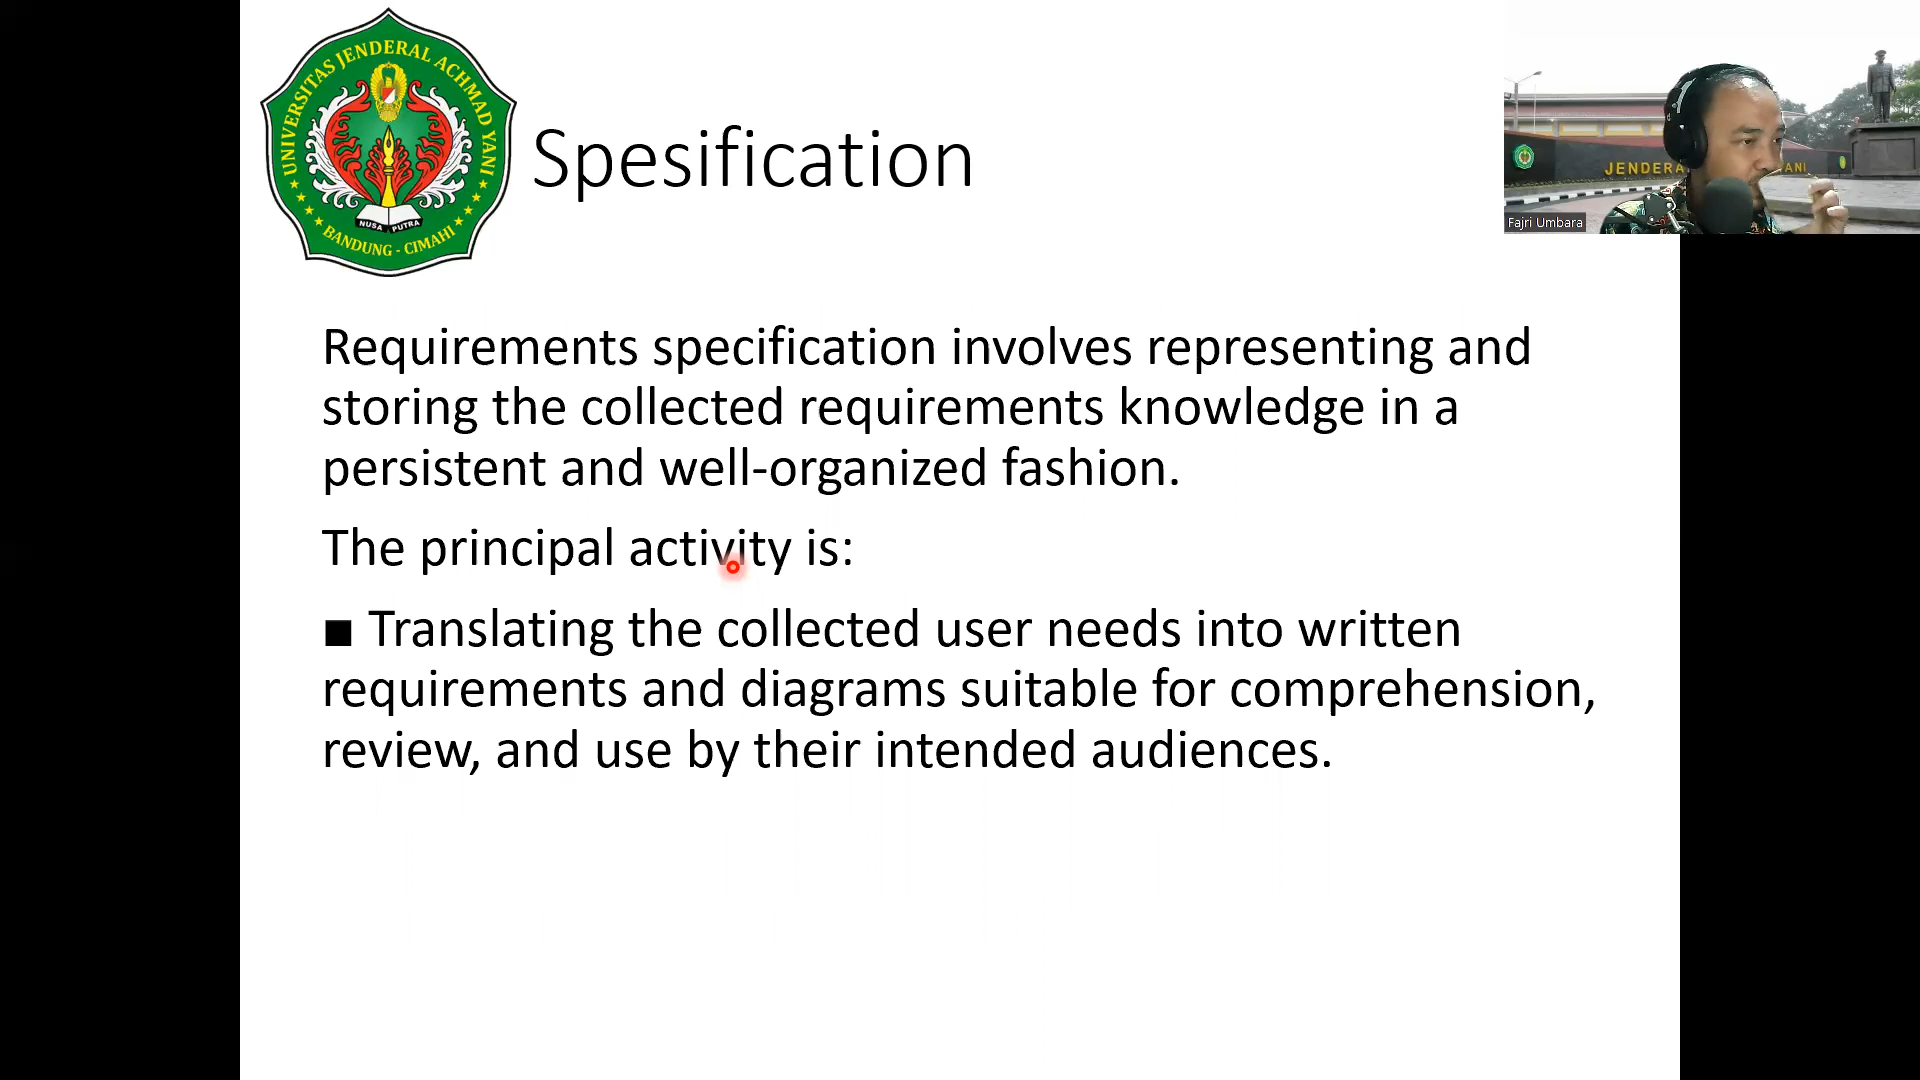 UNIVERSITAS JENDERAL ACHMAD YANI
NUSA PUTRA
BANDUNG - CIMAHI
Spesification
JENDERA
ANI
Fajri Umbara
Requirements specification involves representing and
storing the collected requirements knowledge in a
persistent and well-organized fashion.
The principal activity is:
■ Translating the collected user needs into written
requirements and diagrams suitable for comprehension,
review, and use by their intended audiences.